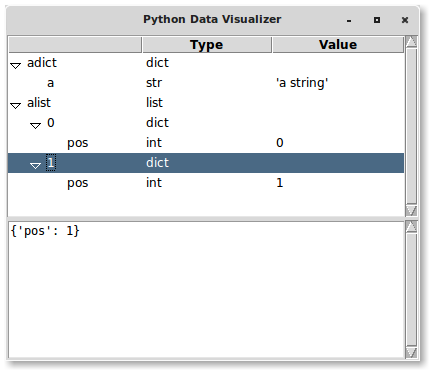 Python Data Visualizer
Type Value
adict dict
a str 'a string'
alist list
0 dict
pos int 0
1 dict
pos int 1
{'pos': 1}